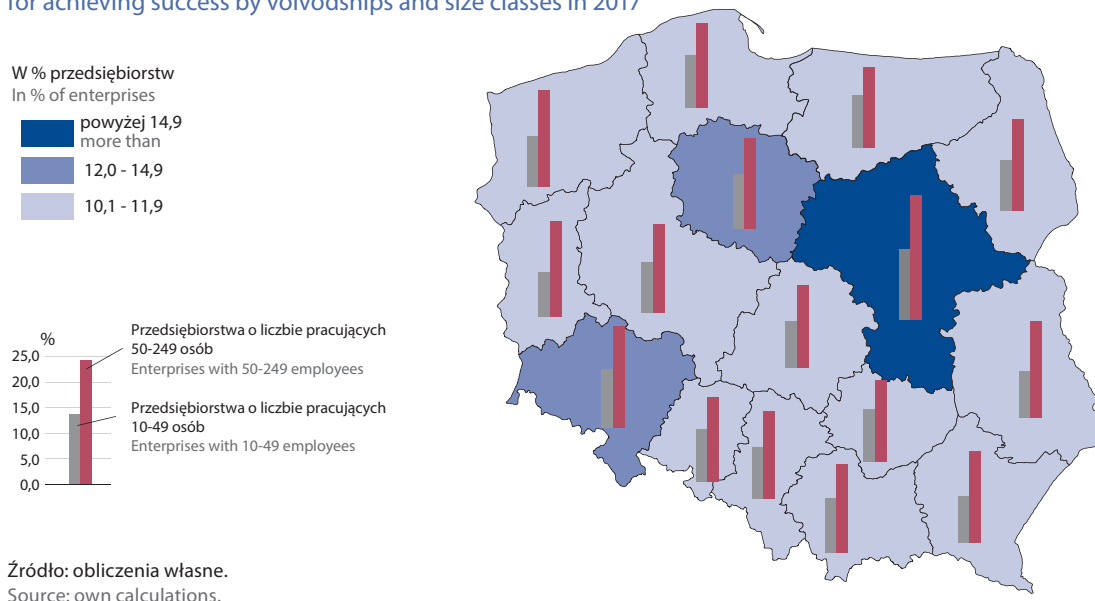 for achieving success by voivodships and size classes in 2017
W % przedsiębiorstw
In % of enterprises
powyżej 14,9
more than
12,0 - 14,9
10,1 - 11,9
%
25,0
20,0
15,0
10,0
5,0
0,0
Przedsiębiorstwa o liczbie pracujących
50-249 osób
Enterprises with 50-249 employees
Przedsiębiorstwa o liczbie pracujących
10-49 osób
Enterprises with 10-49 employees
Źródło: obliczenia własne.
Source: own calculations.